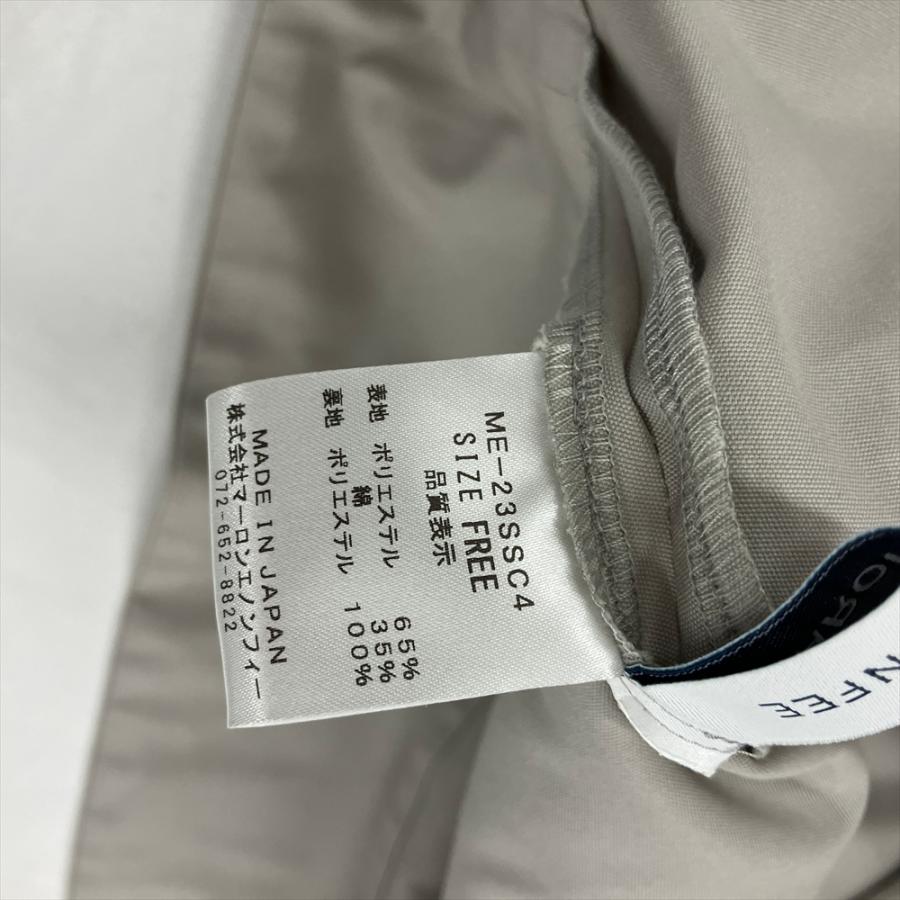 ME-23SSC4
SIZE FREE
品質表示
表地 ポリエステル 65%
綿 35%
裏地 ポリエステル 100%
MADE IN JAPAN
株式会社マーロンエノンフィー
072-652-8822
NFEE